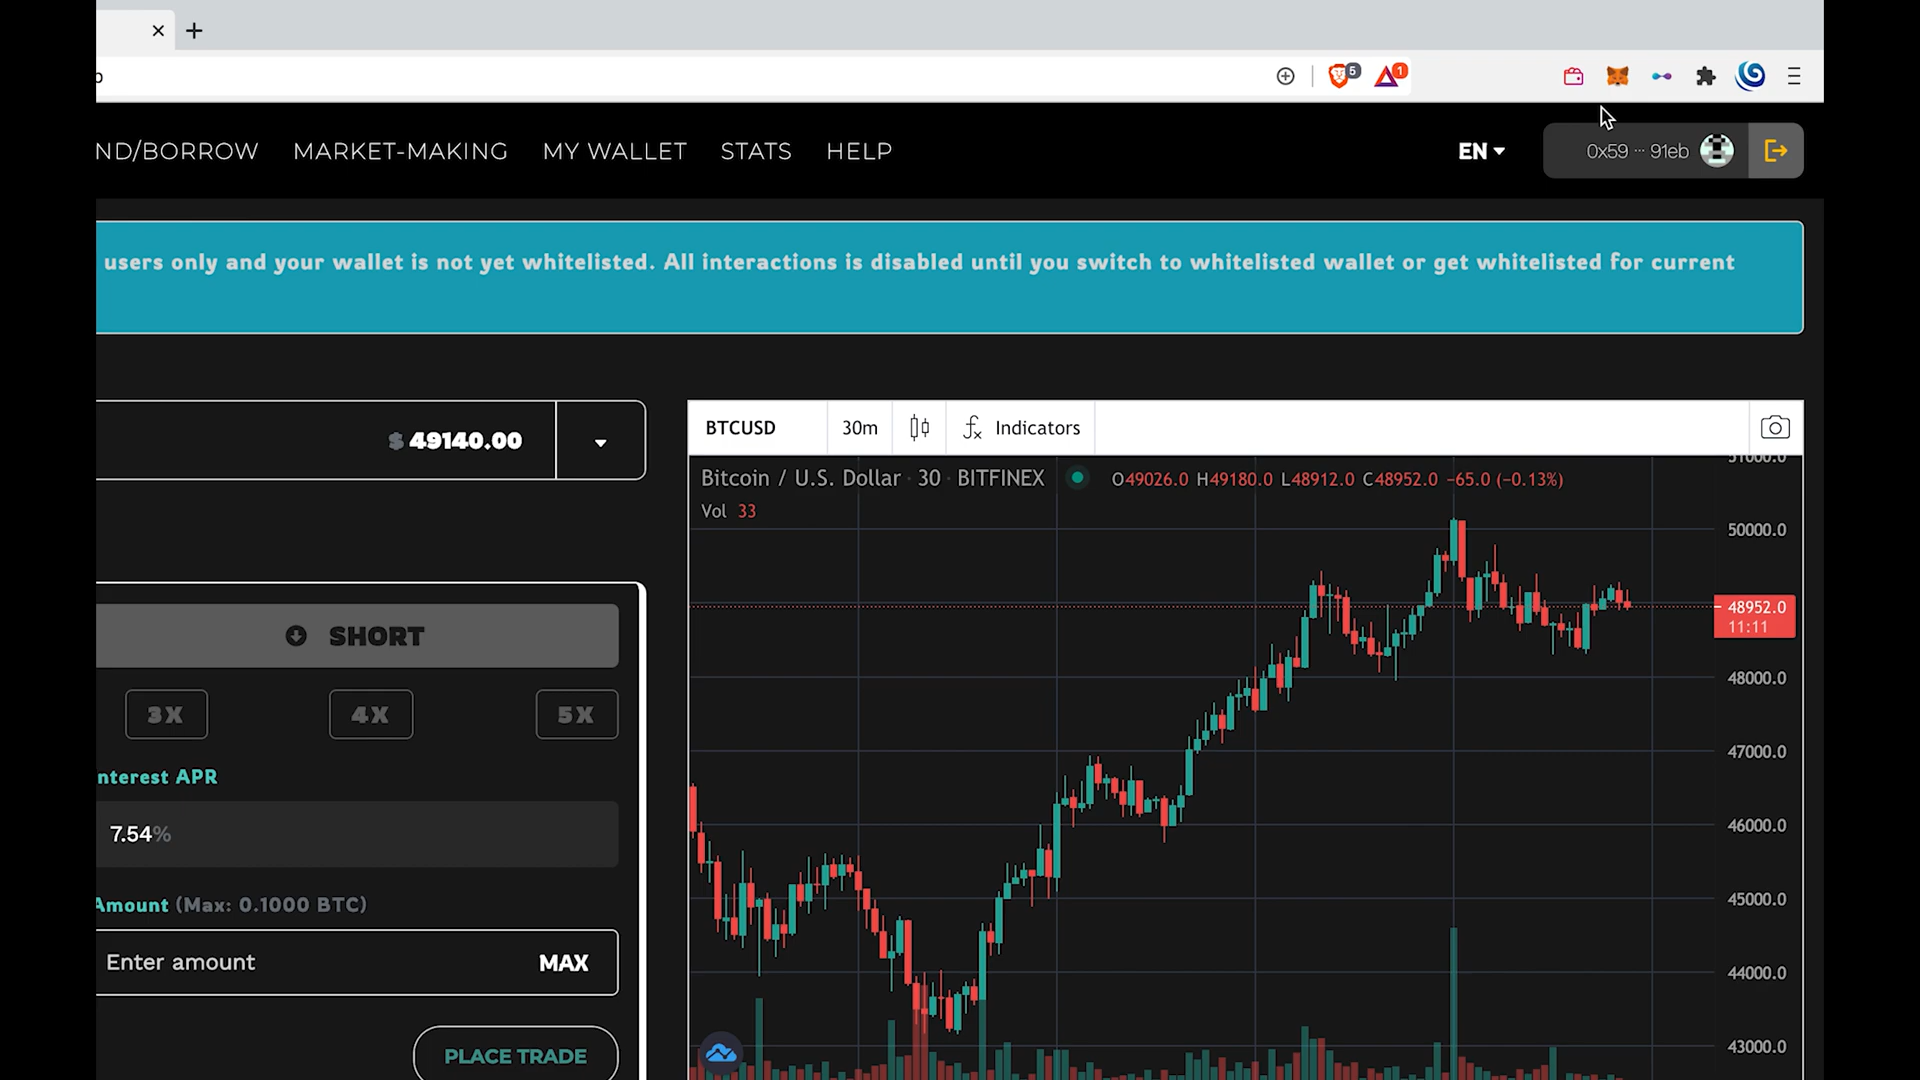 5
1
ND/BORROW MARKET-MAKING MY WALLET STATS HELP
EN
0x59 ··· 91eb
users only and your wallet is not yet whitelisted. All interactions is disabled until you switch to whitelisted wallet or get whitelisted for current
$ 49140.00
BTCUSD 30m Indicators
Bitcoin / U.S. Dollar · 30 · BITFINEX O49026.0 H49180.0 L48912.0 C48952.0 −65.0 (−0.13%)
Vol 33
51000.0
50000.0
48952.0
11:11
48000.0
47000.0
46000.0
45000.0
44000.0
43000.0
SHORT
3X 4X 5X
nterest APR
7.54%
Amount (Max: 0.1000 BTC)
Enter amount MAX
PLACE TRADE